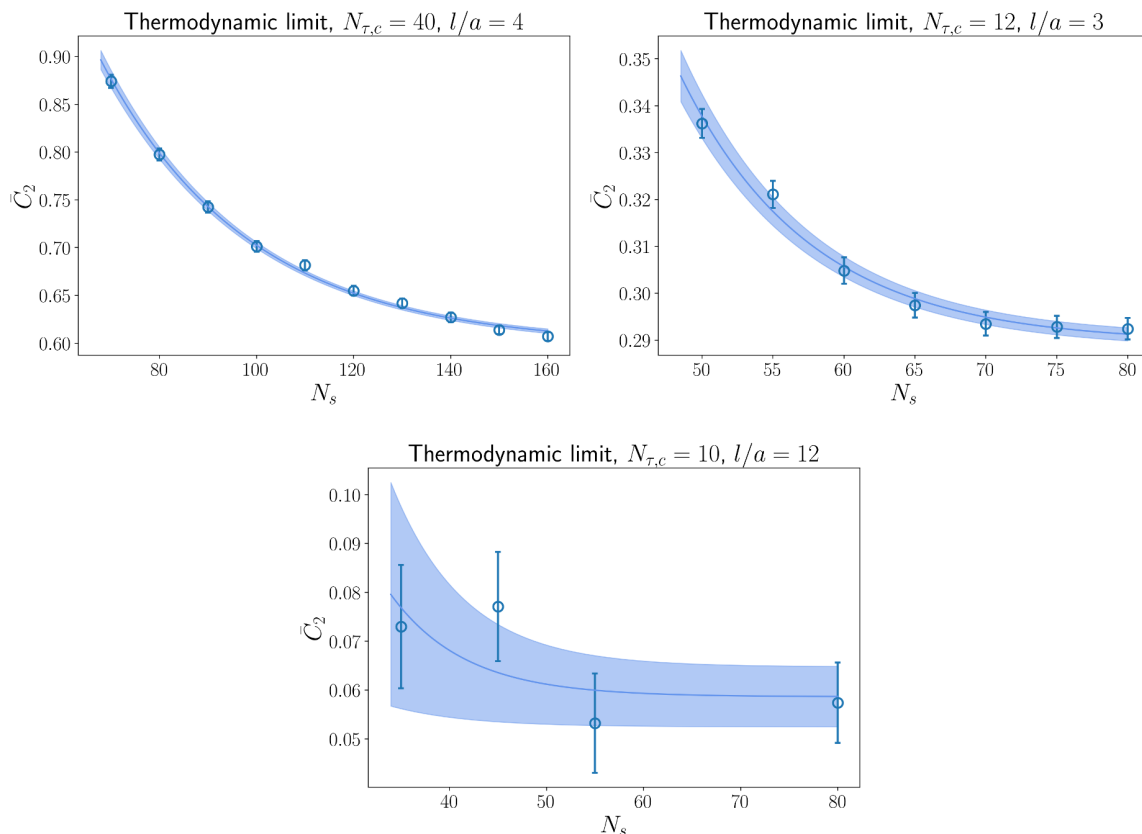 Thermodynamic limit, $N_{\tau,c} = 40$, $l/a = 4$
0.90
0.85
0.80
0.75
0.70
0.65
0.60
$\bar{C}_2$
80 100 120 140 160
$N_s$
Thermodynamic limit, $N_{\tau,c} = 12$, $l/a = 3$
0.35
0.34
0.33
0.32
0.31
0.30
0.29
$\bar{C}_2$
50 55 60 65 70 75 80
$N_s$
Thermodynamic limit, $N_{\tau,c} = 10$, $l/a = 12$
0.10
0.09
0.08
0.07
0.06
0.05
$\bar{C}_2$
40 50 60 70 80
$N_s$